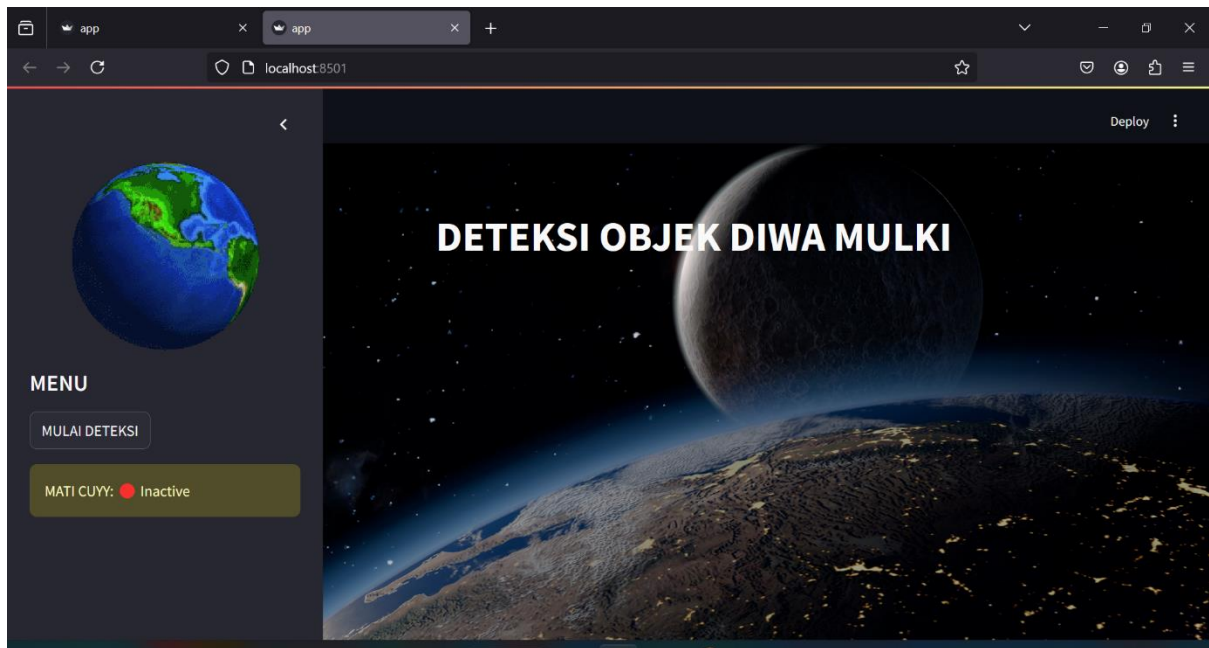 app
app
localhost:8501
Deploy
DETEKSI OBJEK DIWA MULKI
MENU
MULAI DETEKSI
MATI CUYY: Inactive